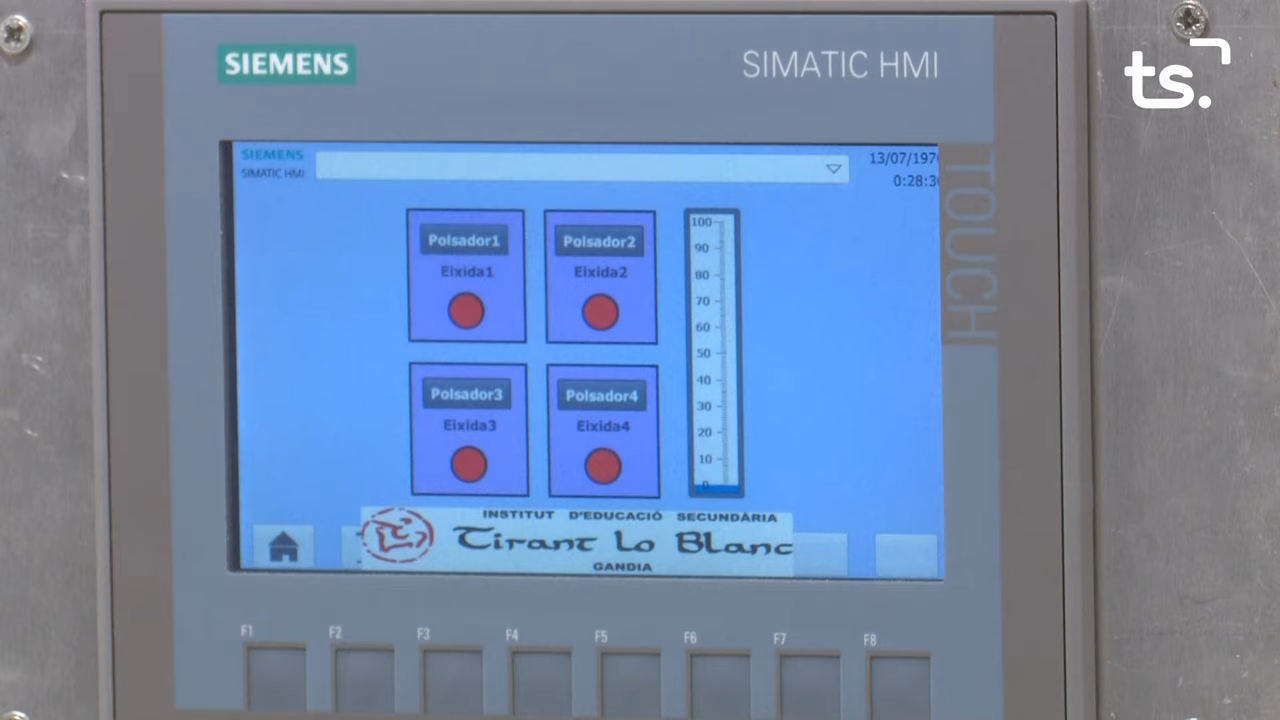 SIEMENS
SIMATIC HMI
ts.
TOUCH
SIEMENS
SIMATIC HMI
13/07/197
0:28:3
Polsador1
Eixida1
Polsador2
Eixida2
100
90
80
70
60
50
40
30
20
10
0
Polsador3
Eixida3
Polsador4
Eixida4
INSTITUT D'EDUCACIÓ SECUNDÀRIA
Tirant lo Blanc
GANDIA
F1 F2 F3 F4 F5 F6 F7 F8